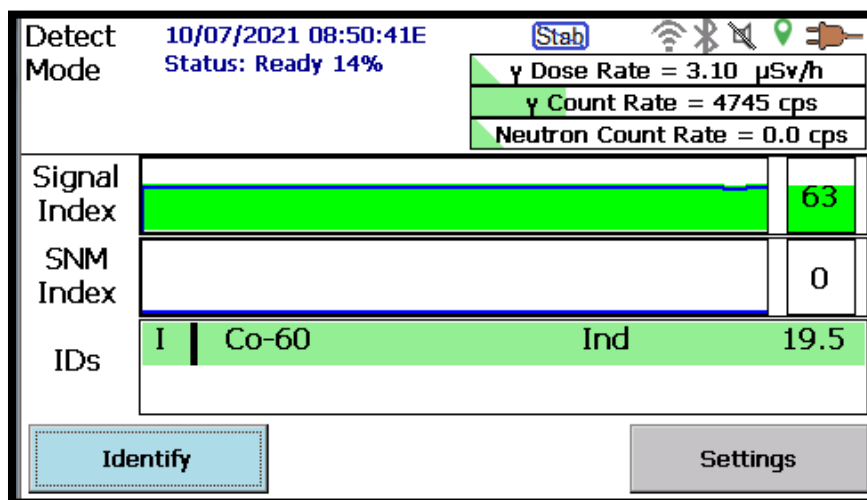 Detect Mode
10/07/2021 08:50:41E
Status: Ready 14%
Stab
γ Dose Rate = 3.10 µSv/h
γ Count Rate = 4745 cps
Neutron Count Rate = 0.0 cps
Signal Index
63
SNM Index
0
IDs
I Co-60 Ind 19.5
Identify
Settings